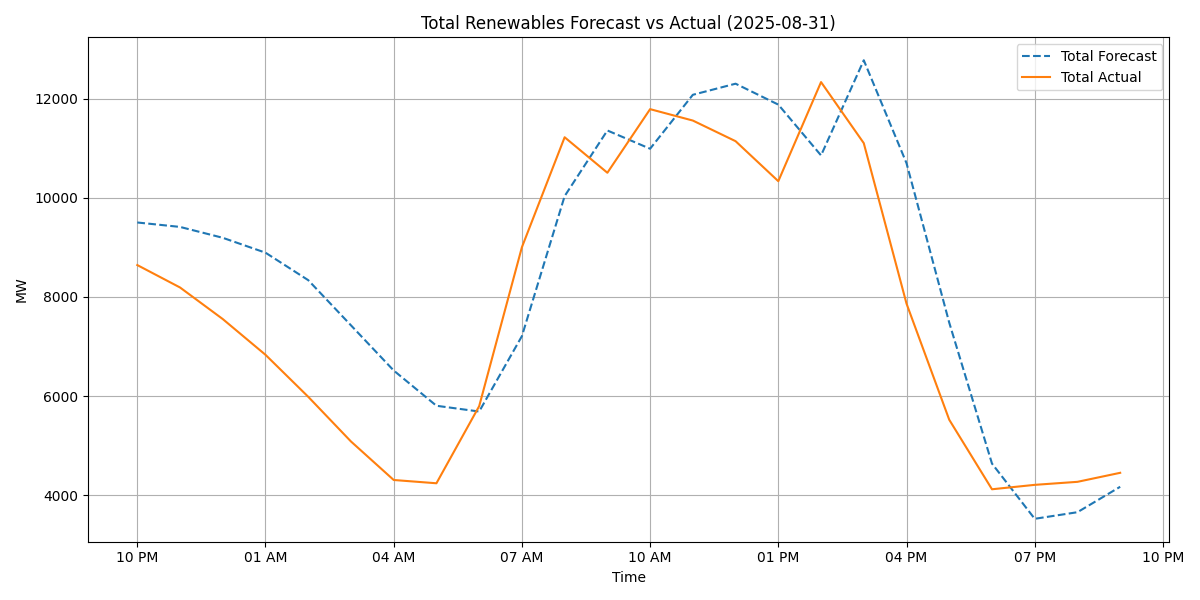 Total Renewables Forecast vs Actual (2025-08-31)
Total Forecast
Total Actual
12000
10000
8000
6000
4000
MW
10 PM 01 AM 04 AM 07 AM 10 AM 01 PM 04 PM 07 PM 10 PM
Time